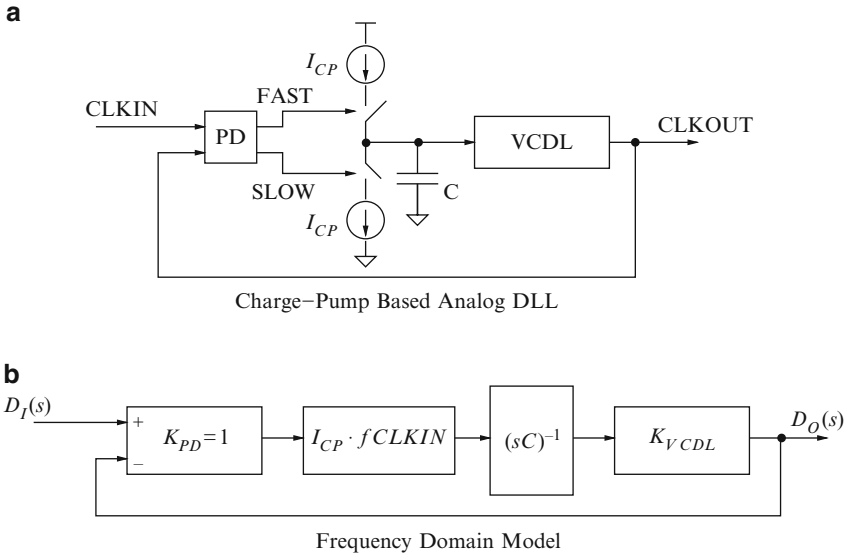 a
I_CP
FAST
CLKIN
PD
VCDL
CLKOUT
SLOW
C
I_CP
Charge−Pump Based Analog DLL
b
D_I(s)
+
−
K_PD=1
I_CP · fCLKIN
(sC)⁻¹
K_VCDL
D_O(s)
Frequency Domain Model